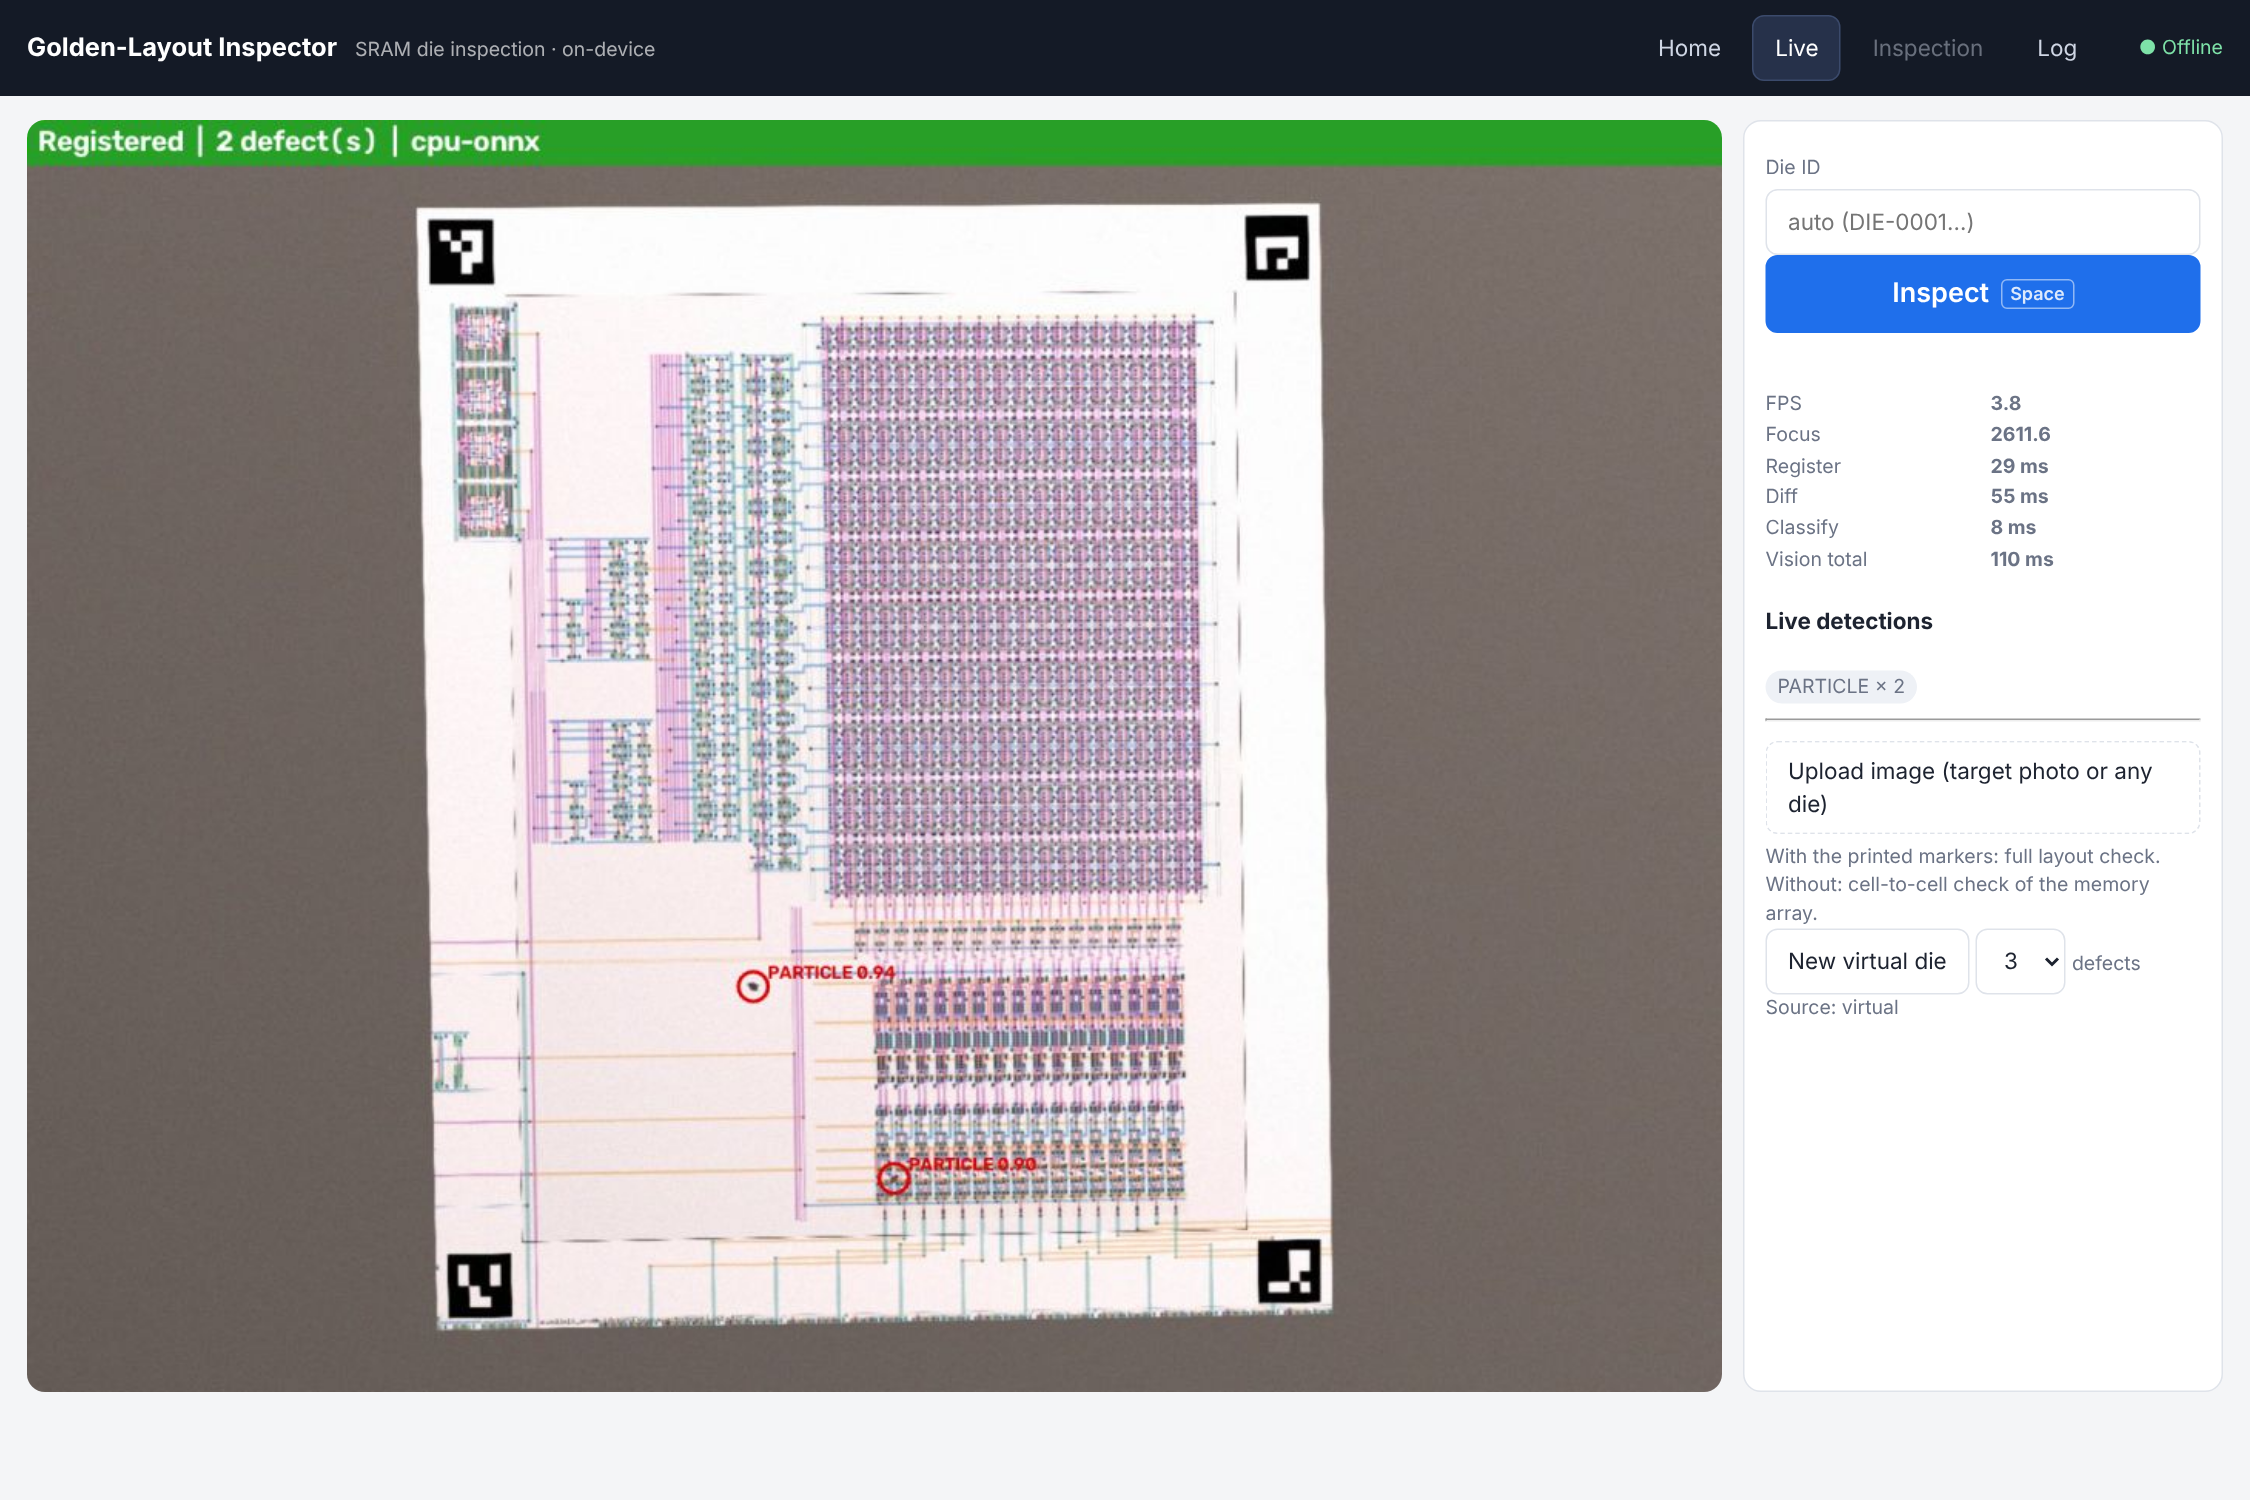 Golden-Layout Inspector SRAM die inspection · on-device Home Live Inspection Log Offline
Registered | 2 defect(s) | cpu-onnx
PARTICLE 0.94
PARTICLE 0.90
Die ID
auto (DIE-0001...)
Inspect Space
FPS 3.8
Focus 2611.6
Register 29 ms
Diff 55 ms
Classify 8 ms
Vision total 110 ms
Live detections
PARTICLE × 2
Upload image (target photo or any
die)
With the printed markers: full layout check.
Without: cell-to-cell check of the memory
array.
New virtual die 3 defects
Source: virtual